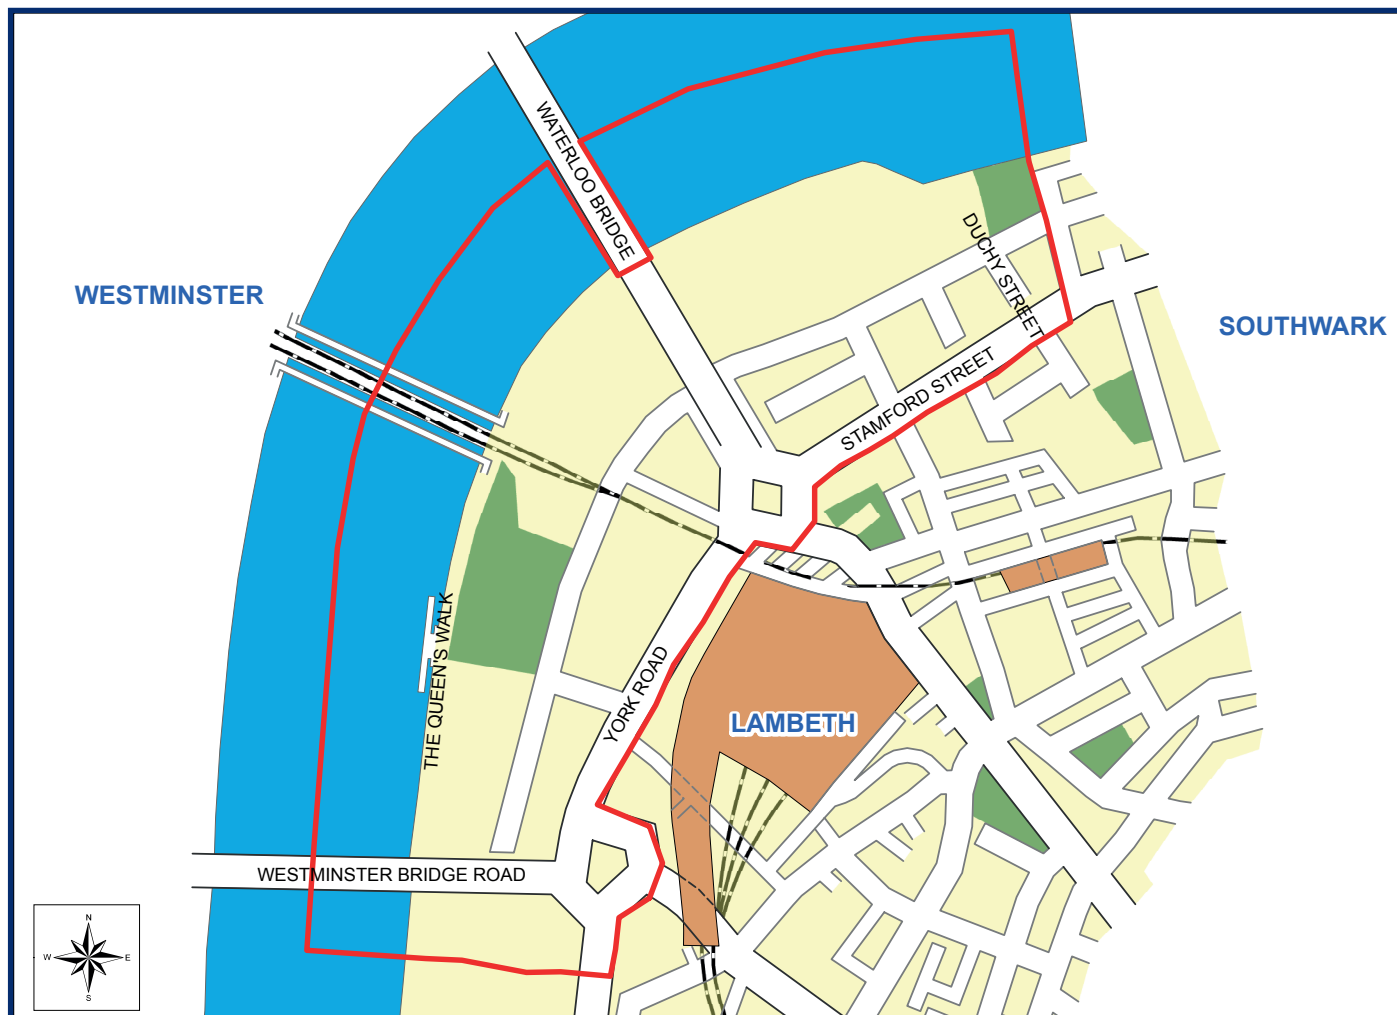 WATERLOO BRIDGE
WESTMINSTER
DUCHY STREET
SOUTHWARK
STAMFORD STREET
THE QUEEN'S WALK
YORK ROAD
LAMBETH
WESTMINSTER BRIDGE ROAD
N
W E
S